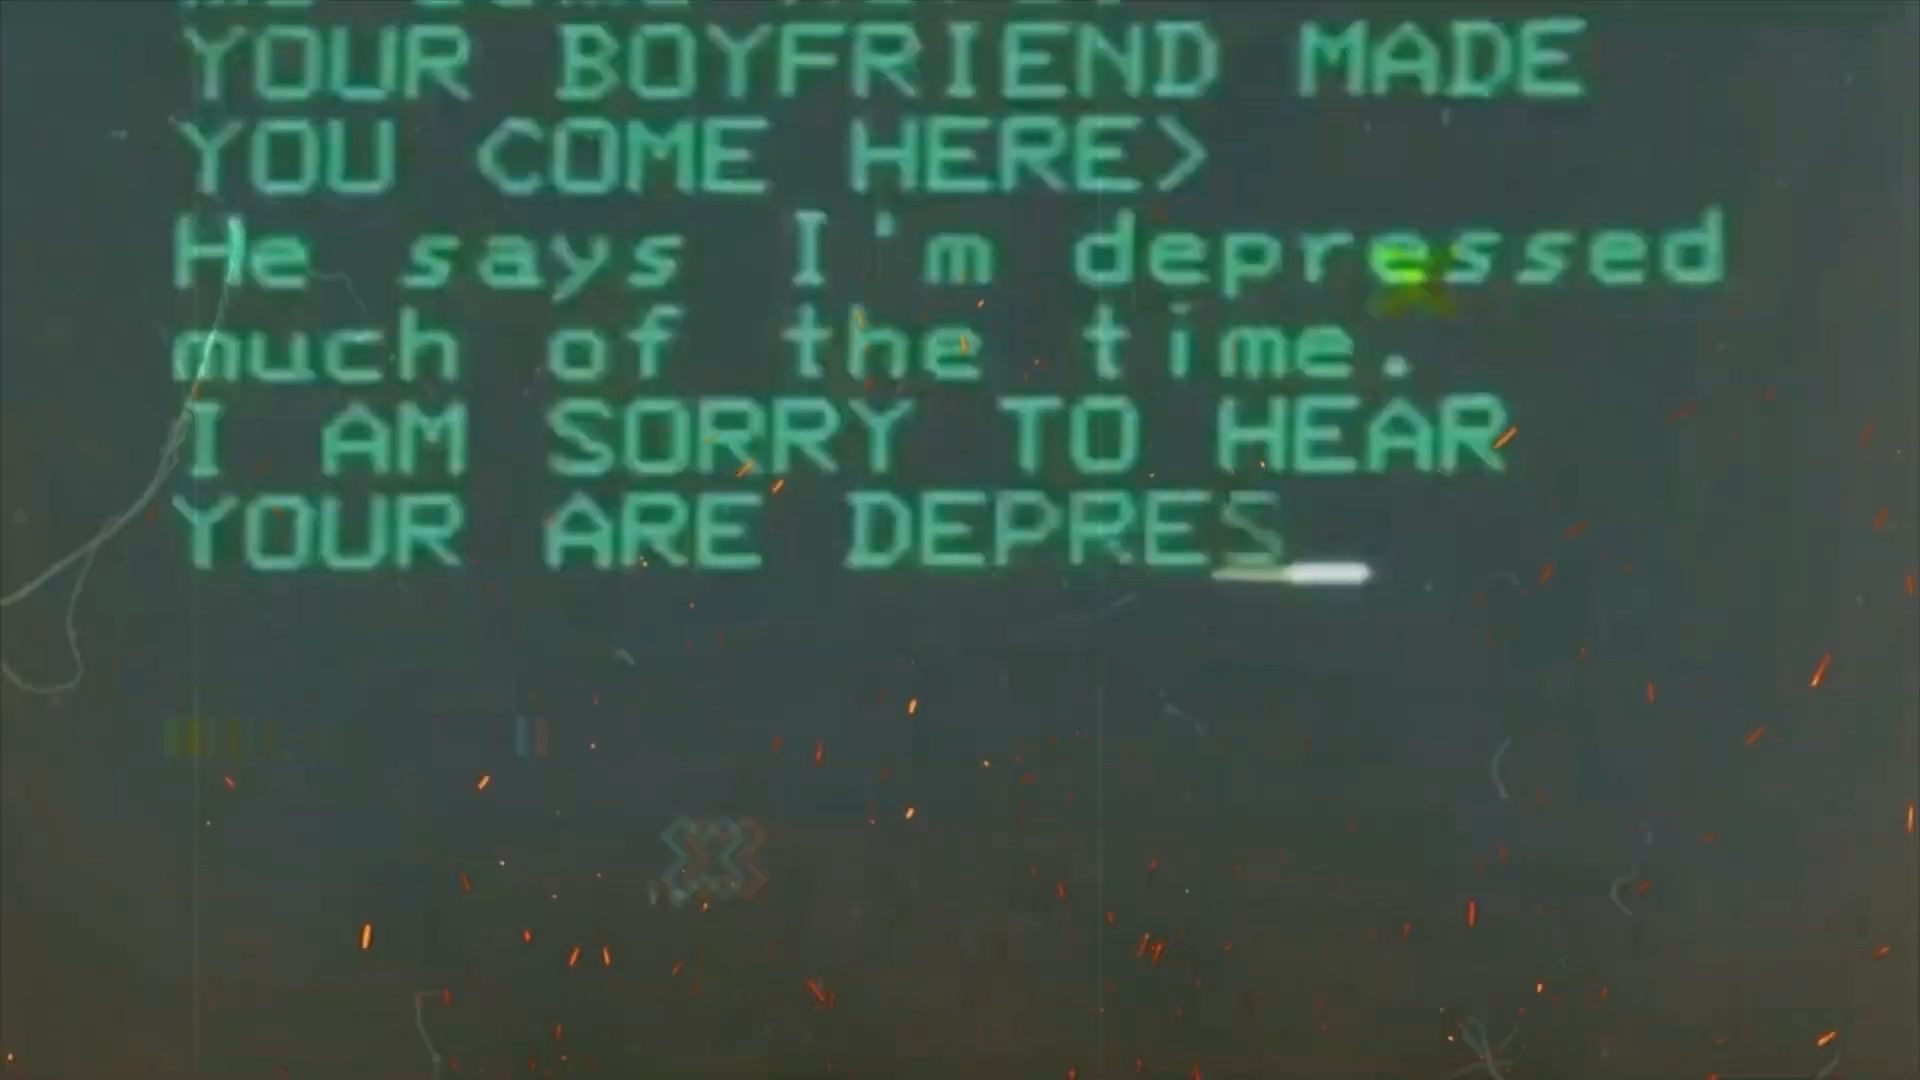 YOUR BOYFRIEND MADE
YOU COME HERE>
He says I'm depressed
much of the time.
I AM SORRY TO HEAR
YOUR ARE DEPRES